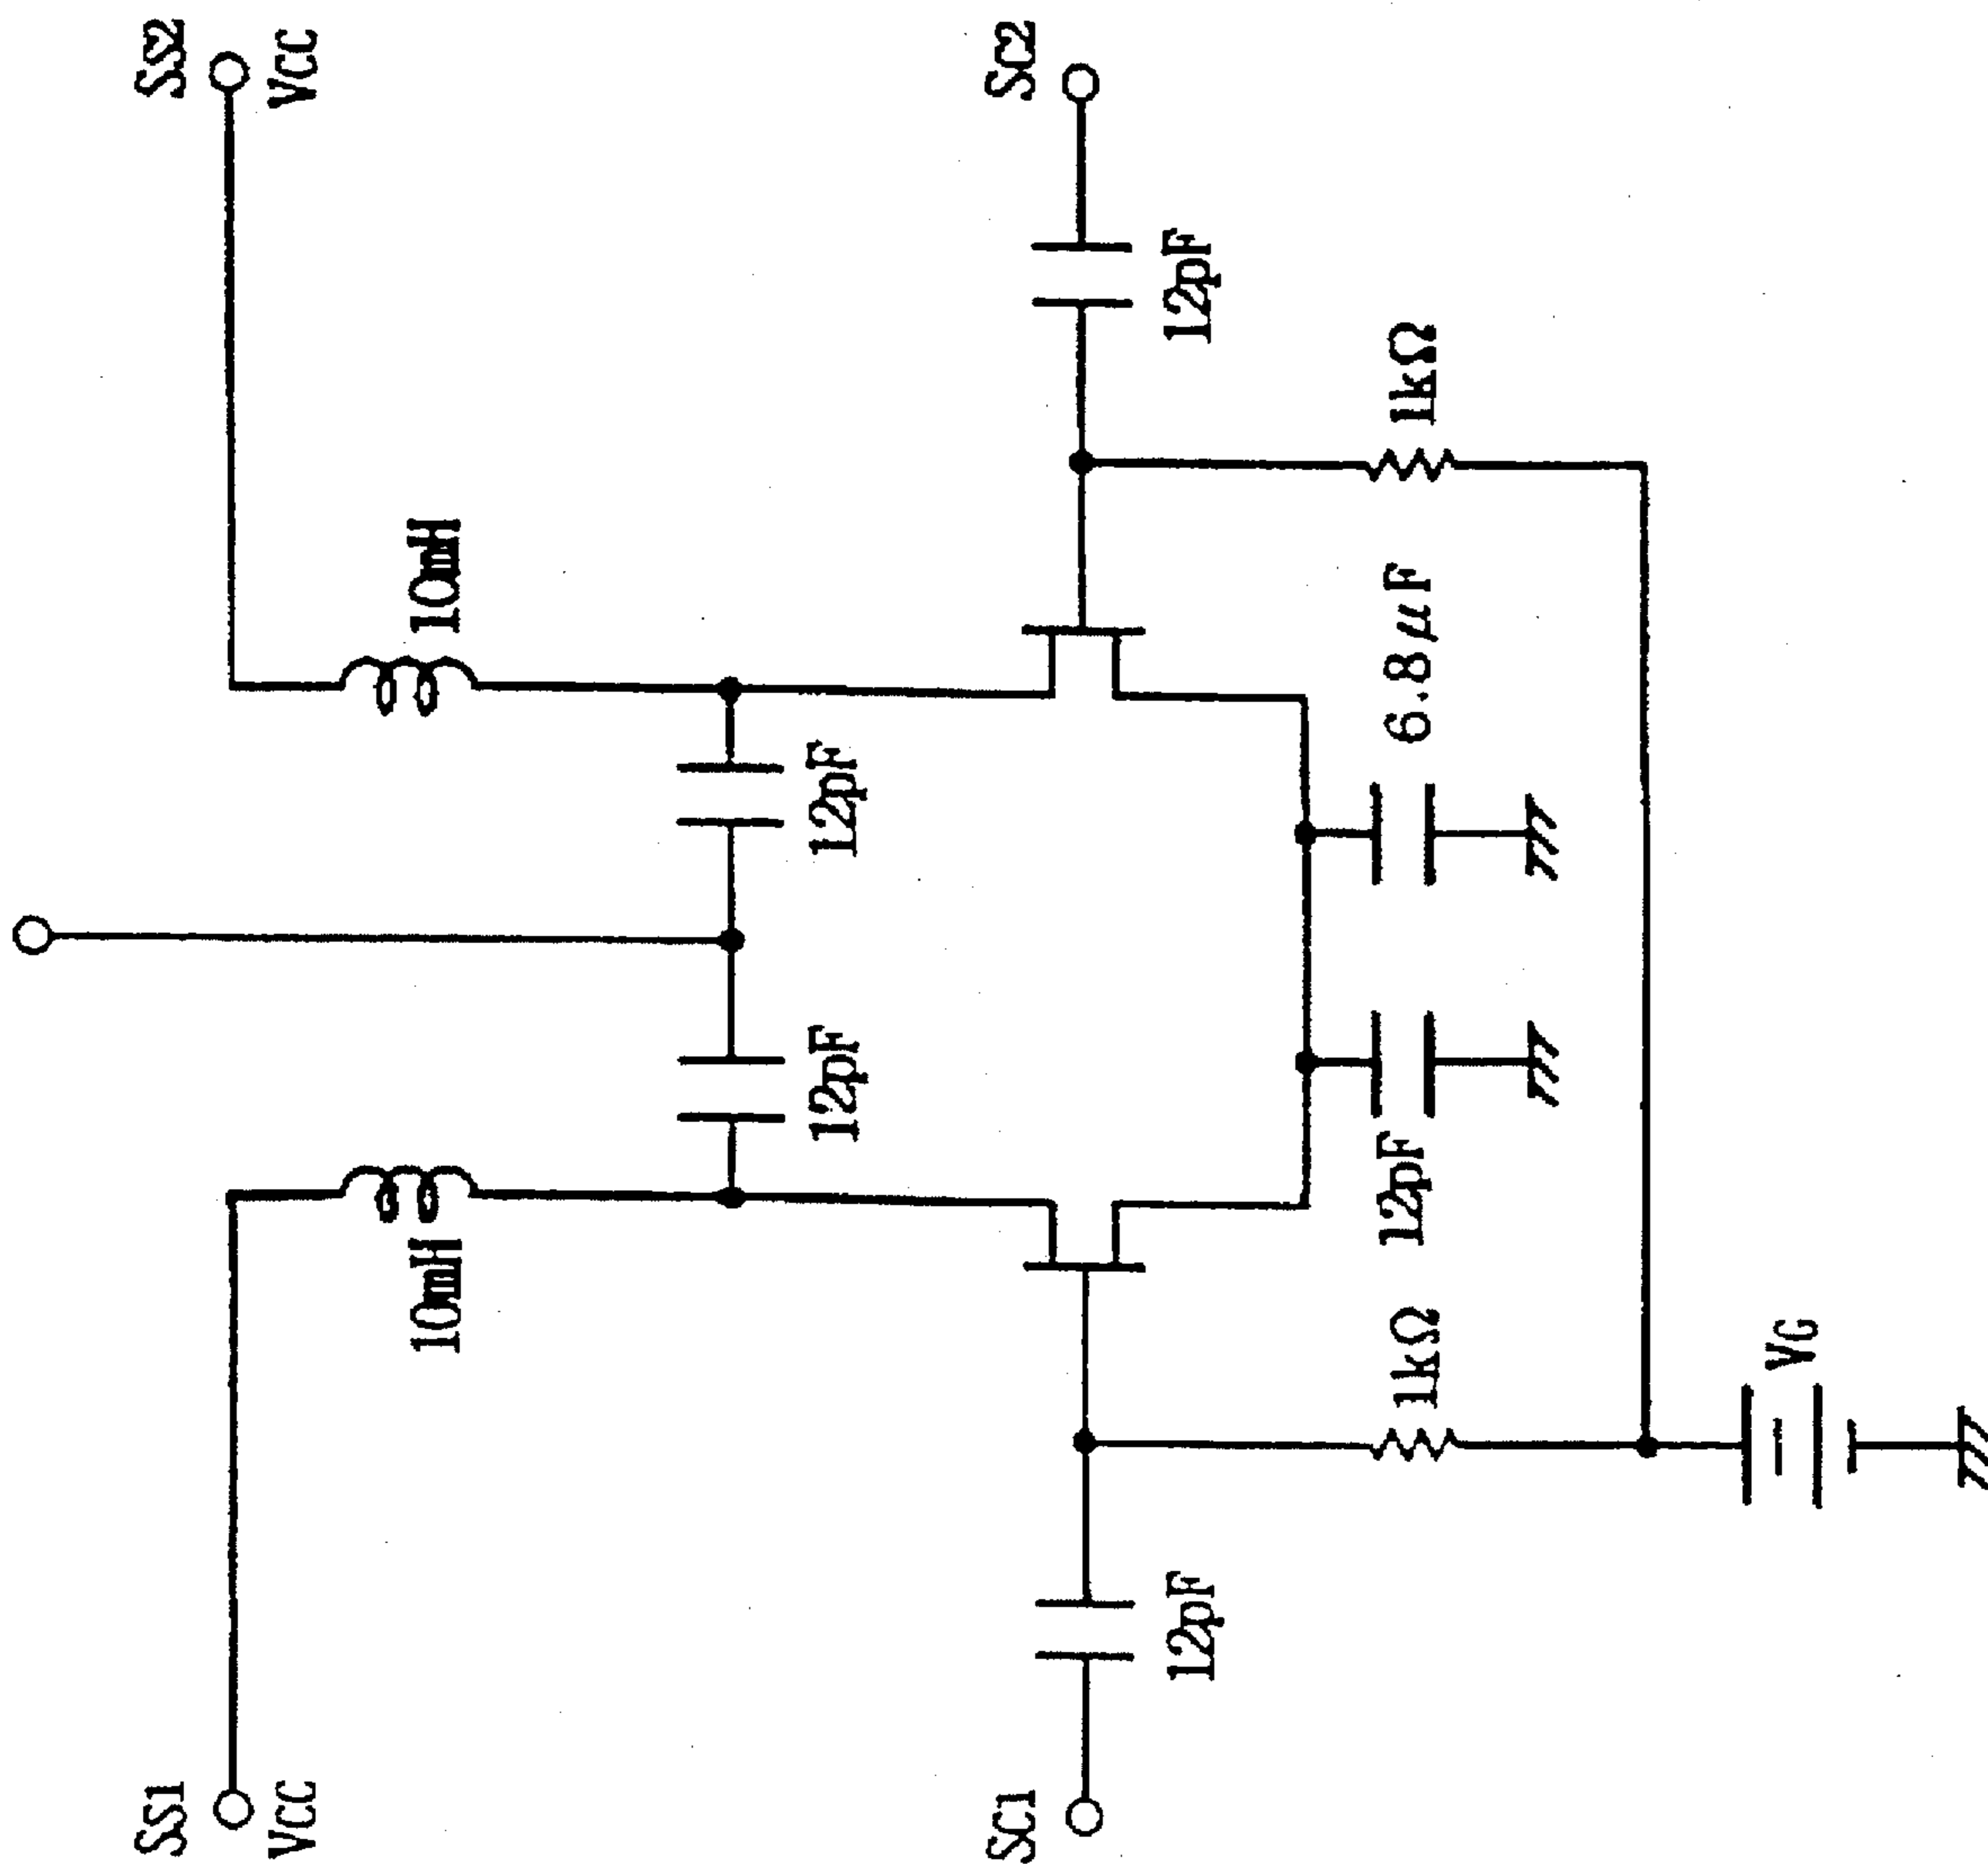 SS1
VCC
SS2
VCC
10mH
10mH
12pF
12pF
SC1
12pF
SC2
12pF
1kΩ
12pF
6.8μF
1kΩ
VG